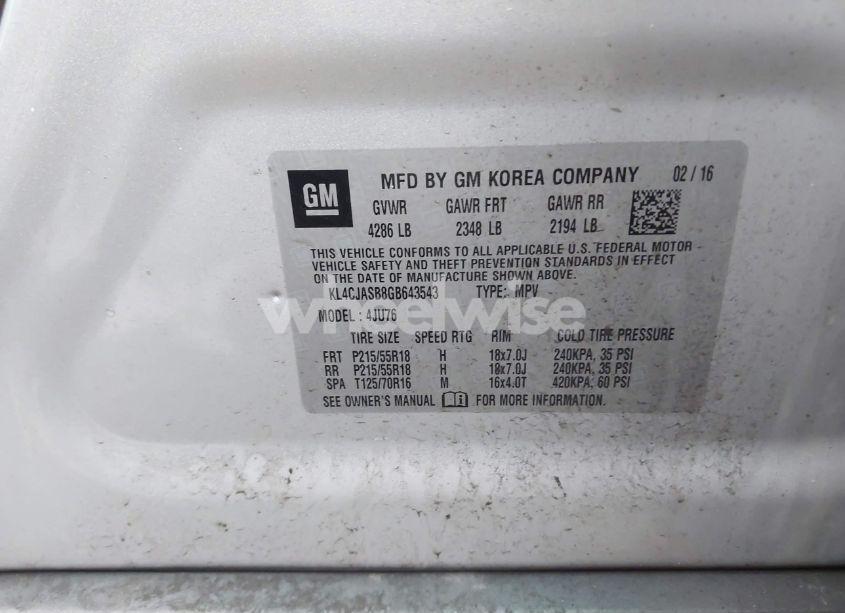 GM
MFD BY GM KOREA COMPANY 02 / 16
GVWR GAWR FRT GAWR RR
4286 LB 2348 LB 2194 LB
THIS VEHICLE CONFORMS TO ALL APPLICABLE U.S. FEDERAL MOTOR -
VEHICLE SAFETY AND THEFT PREVENTION STANDARDS IN EFFECT
ON THE DATE OF MANUFACTURE SHOWN ABOVE.
KL4CJASB8GB643543 TYPE: MPV
wheelwise
MODEL : 4JU76
TIRE SIZE SPEED RTG RIM COLD TIRE PRESSURE
FRT P215/55R18 H 18x7.0J 240KPA, 35 PSI
RR P215/55R18 H 18x7.0J 240KPA, 35 PSI
SPA T125/70R16 M 16x4.0T 420KPA, 60 PSI
SEE OWNER'S MANUAL FOR MORE INFORMATION.